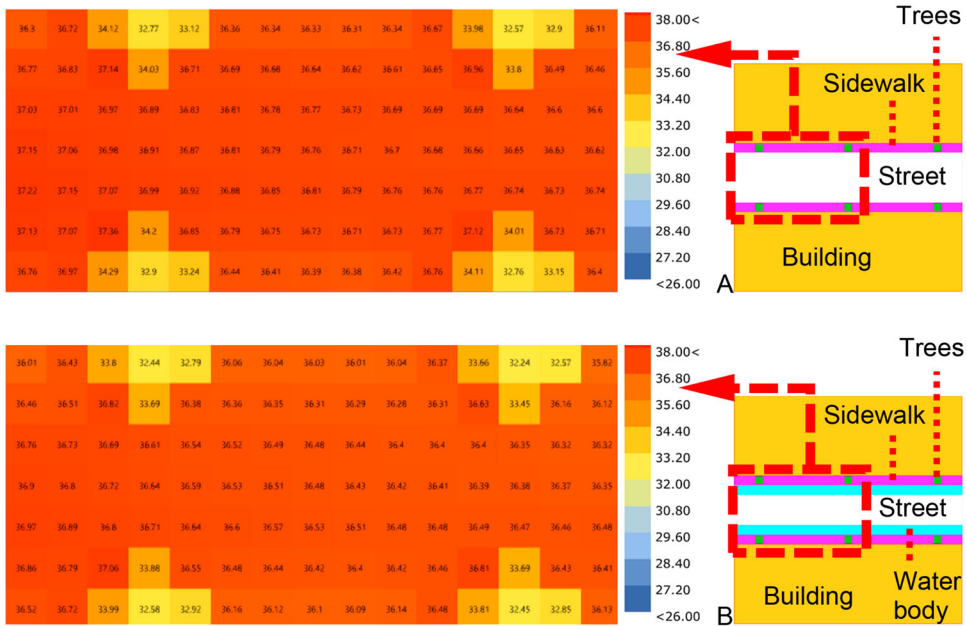 36.3 36.72 34.12 32.77 33.12 36.36 36.34 36.33 36.31 36.34 36.67 33.98 32.57 32.9 36.11
36.77 36.83 37.14 34.03 36.71 36.69 36.68 36.64 36.62 36.61 36.65 36.96 33.8 36.49 36.46
37.03 37.01 36.97 36.89 36.83 36.81 36.78 36.77 36.73 36.69 36.69 36.69 36.64 36.6 36.6
37.15 37.06 36.98 36.91 36.87 36.81 36.79 36.76 36.71 36.7 36.68 36.66 36.65 36.63 36.62
37.22 37.15 37.07 36.99 36.92 36.88 36.85 36.81 36.79 36.76 36.76 36.77 36.74 36.73 36.74
37.13 37.07 37.36 34.2 36.85 36.79 36.75 36.73 36.71 36.73 36.77 37.12 34.01 36.73 36.71
36.76 36.97 34.29 32.9 33.24 36.44 36.41 36.39 36.38 36.42 36.76 34.11 32.76 33.15 36.4
38.00<
36.80
35.60
34.40
33.20
32.00
30.80
29.60
28.40
27.20
<26.00
Trees
Sidewalk
Street
Building
A
36.01 36.43 33.8 32.44 32.79 36.06 36.04 36.03 36.01 36.04 36.37 33.66 32.24 32.57 35.82
36.46 36.51 36.82 33.69 36.38 36.36 36.35 36.31 36.29 36.28 36.31 36.63 33.45 36.16 36.12
36.76 36.73 36.69 36.61 36.54 36.52 36.49 36.48 36.44 36.4 36.4 36.4 36.35 36.32 36.32
36.9 36.8 36.72 36.64 36.59 36.53 36.51 36.48 36.43 36.42 36.41 36.39 36.38 36.37 36.35
36.97 36.89 36.8 36.71 36.64 36.6 36.57 36.53 36.51 36.48 36.48 36.49 36.47 36.46 36.48
36.86 36.79 37.06 33.88 36.55 36.48 36.44 36.42 36.4 36.42 36.46 36.81 33.69 36.43 36.41
36.52 36.72 33.99 32.58 32.92 36.16 36.12 36.1 36.09 36.14 36.48 33.81 32.45 32.85 36.13
38.00<
36.80
35.60
34.40
33.20
32.00
30.80
29.60
28.40
27.20
<26.00
Trees
Sidewalk
Street
Building
Water
body
B